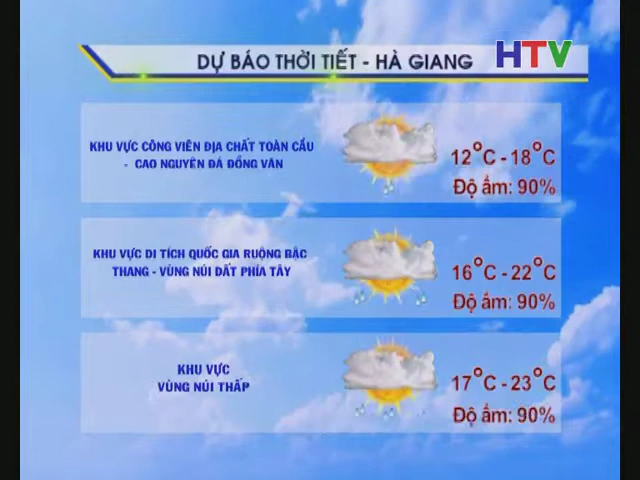 DỰ BÁO THỜI TIẾT - HÀ GIANG
HTV
KHU VỰC CÔNG VIÊN ĐỊA CHẤT TOÀN CẦU
- CAO NGUYÊN ĐÁ ĐỒNG VĂN
12°C - 18°C
Độ ẩm: 90%
KHU VỰC DI TÍCH QUỐC GIA RUỘNG BẬC
THANG - VÙNG NÚI ĐẤT PHÍA TÂY
16°C - 22°C
Độ ẩm: 90%
KHU VỰC
VÙNG NÚI THẤP
17°C - 23°C
Độ ẩm: 90%